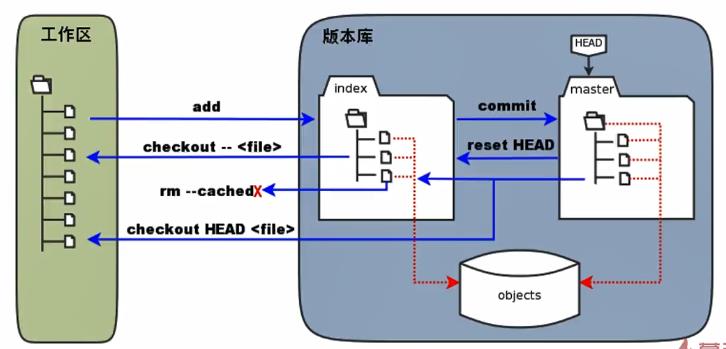 工作区
版本库
HEAD
index
master
add
commit
checkout -- <file>
reset HEAD
rm --cached
X
checkout HEAD <file>
objects